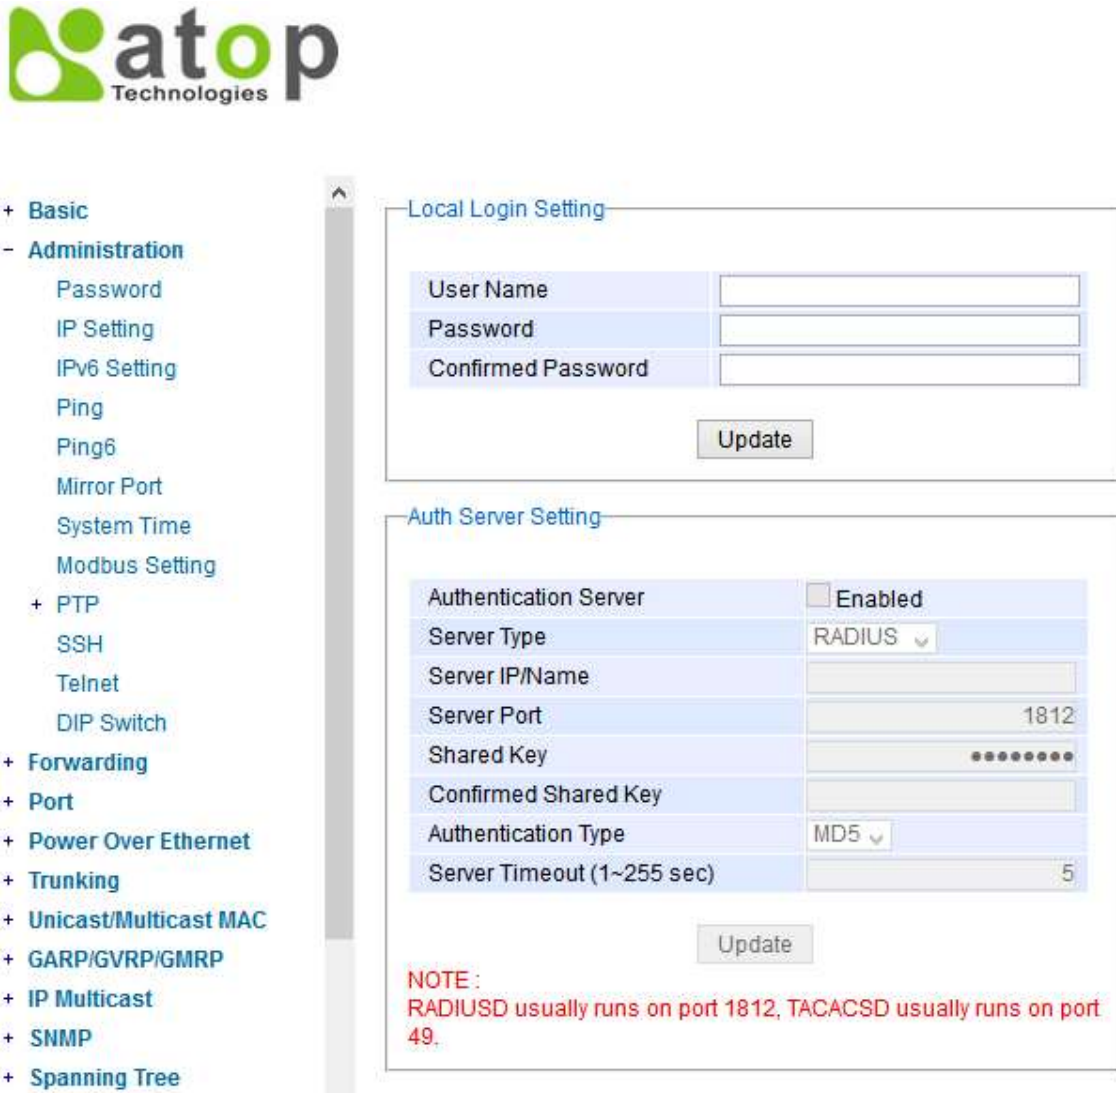 atop
Technologies
+ Basic
- Administration
Password
IP Setting
IPv6 Setting
Ping
Ping6
Mirror Port
System Time
Modbus Setting
+ PTP
SSH
Telnet
DIP Switch
+ Forwarding
+ Port
+ Power Over Ethernet
+ Trunking
+ Unicast/Multicast MAC
+ GARP/GVRP/GMRP
+ IP Multicast
+ SNMP
+ Spanning Tree
Local Login Setting
User Name
Password
Confirmed Password
Update
Auth Server Setting
Authentication Server Enabled
Server Type RADIUS
Server IP/Name
Server Port 1812
Shared Key ••••••••
Confirmed Shared Key
Authentication Type MD5
Server Timeout (1~255 sec) 5
Update
NOTE :
RADIUSD usually runs on port 1812, TACACSD usually runs on port
49.